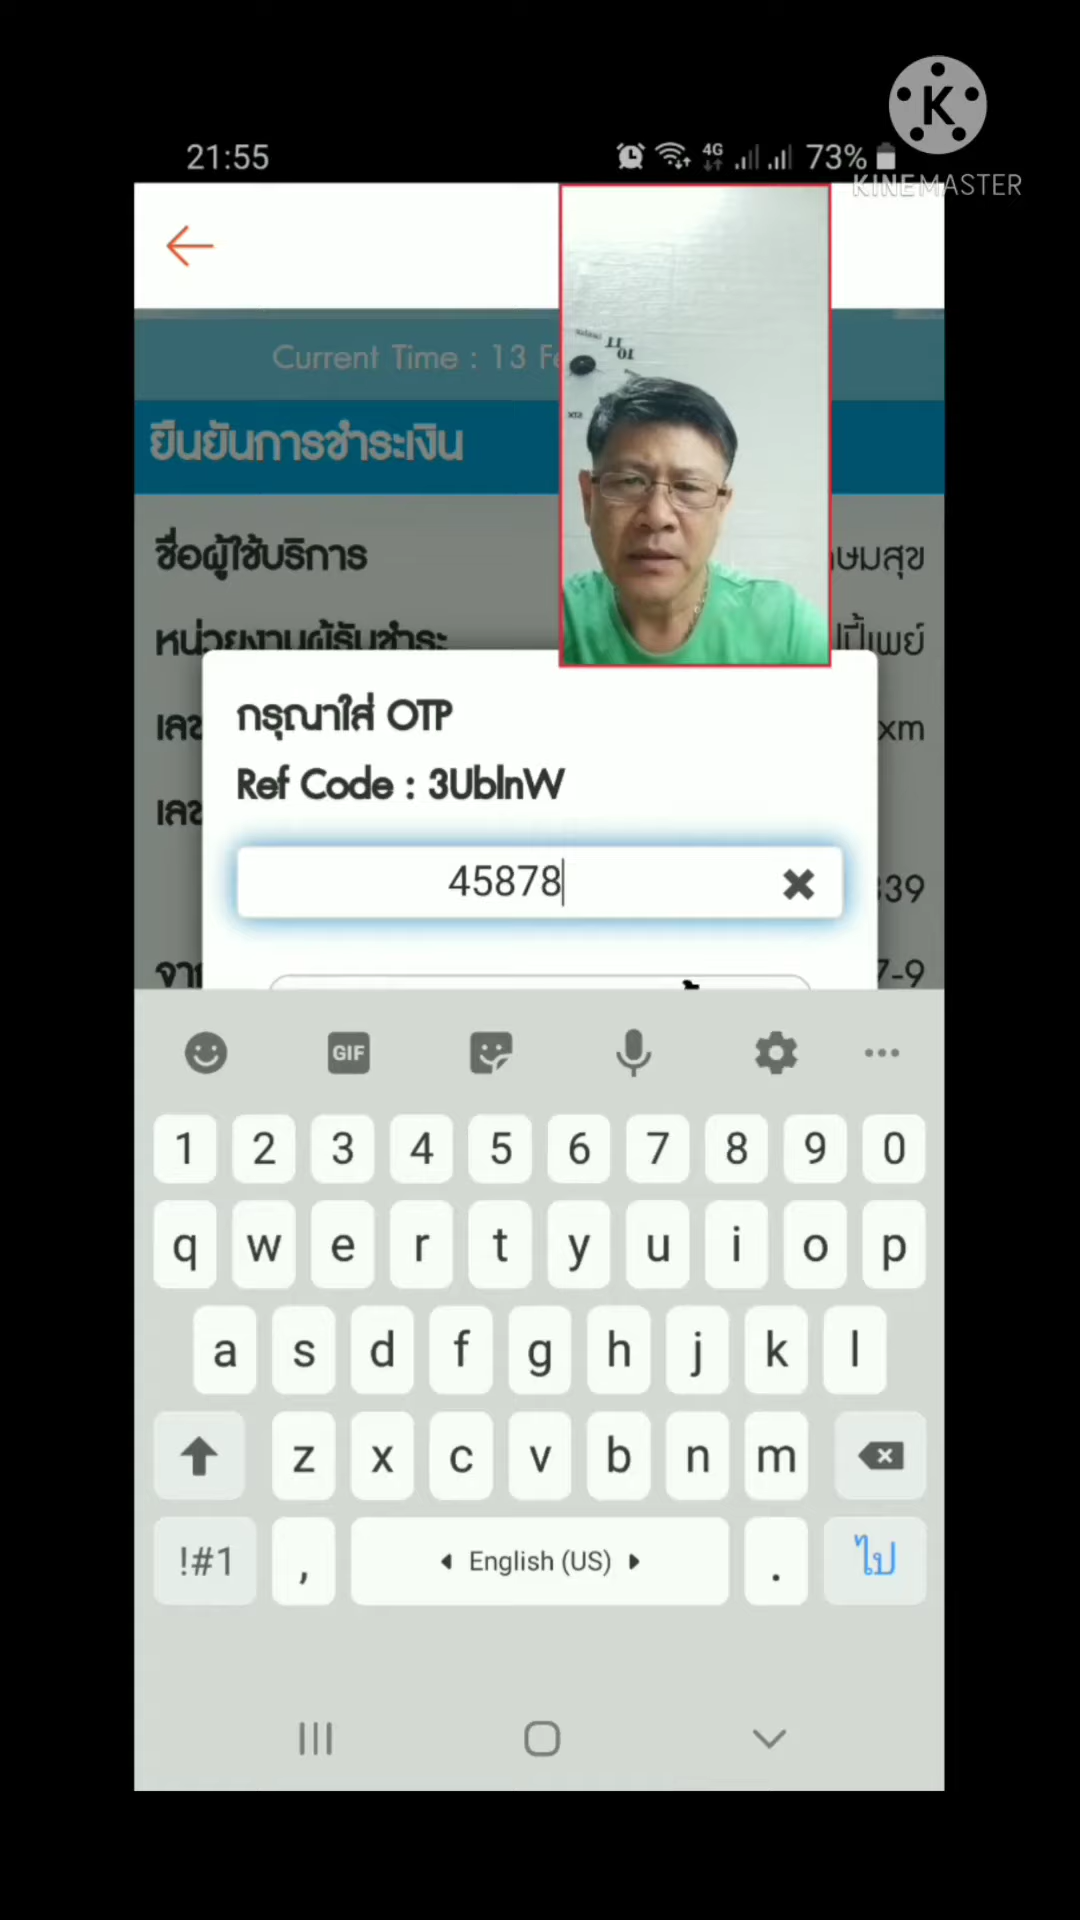 21:55 4G 73%
KINEMASTER
Current Time : 13 Fe
ยืนยันการชำระเงิน
ชื่อผู้ใช้บริการ ษมสุข
หน่วยงานผู้รับชำระ เพย์
เลข xm
เลข
339
จาก 7-9
กรุณาใส่ OTP
Ref Code : 3UblnW
45878
GIF
1 2 3 4 5 6 7 8 9 0
q w e r t y u i o p
a s d f g h j k l
z x c v b n m
!#1 , English (US) . ไป